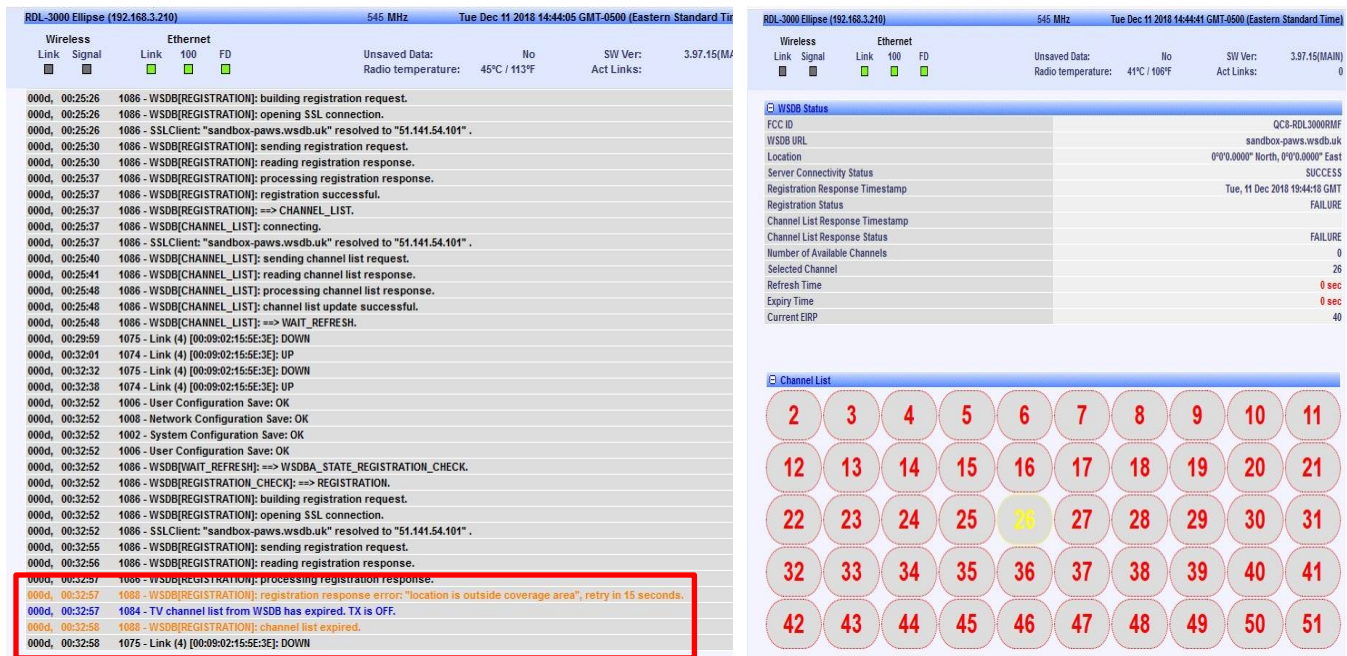 RDL-3000 Ellipse (192.168.3.210) 545 MHz Tue Dec 11 2018 14:44:05 GMT-0500 (Eastern Standard Tir
Wireless Ethernet
Link Signal Link 100 FD Unsaved Data: No SW Ver: 3.97.15(MA
Radio temperature: 45°C / 113°F Act Links:
000d, 00:25:26 1086 - WSDB[REGISTRATION]: building registration request.
000d, 00:25:26 1086 - WSDB[REGISTRATION]: opening SSL connection.
000d, 00:25:26 1086 - SSLClient: "sandbox-paws.wsdb.uk" resolved to "51.141.54.101" .
000d, 00:25:30 1086 - WSDB[REGISTRATION]: sending registration request.
000d, 00:25:30 1086 - WSDB[REGISTRATION]: reading registration response.
000d, 00:25:37 1086 - WSDB[REGISTRATION]: processing registration response.
000d, 00:25:37 1086 - WSDB[REGISTRATION]: registration successful.
000d, 00:25:37 1086 - WSDB[REGISTRATION]: ==> CHANNEL_LIST.
000d, 00:25:37 1086 - WSDB[CHANNEL_LIST]: connecting.
000d, 00:25:37 1086 - SSLClient: "sandbox-paws.wsdb.uk" resolved to "51.141.54.101" .
000d, 00:25:40 1086 - WSDB[CHANNEL_LIST]: sending channel list request.
000d, 00:25:41 1086 - WSDB[CHANNEL_LIST]: reading channel list response.
000d, 00:25:48 1086 - WSDB[CHANNEL_LIST]: processing channel list response.
000d, 00:25:48 1086 - WSDB[CHANNEL_LIST]: channel list update successful.
000d, 00:25:48 1086 - WSDB[CHANNEL_LIST]: ==> WAIT_REFRESH.
000d, 00:29:59 1075 - Link (4) [00:09:02:15:5E:3E]: DOWN
000d, 00:32:01 1074 - Link (4) [00:09:02:15:5E:3E]: UP
000d, 00:32:32 1075 - Link (4) [00:09:02:15:5E:3E]: DOWN
000d, 00:32:38 1074 - Link (4) [00:09:02:15:5E:3E]: UP
000d, 00:32:52 1006 - User Configuration Save: OK
000d, 00:32:52 1008 - Network Configuration Save: OK
000d, 00:32:52 1002 - System Configuration Save: OK
000d, 00:32:52 1006 - User Configuration Save: OK
000d, 00:32:52 1086 - WSDB[WAIT_REFRESH]: ==> WSDBA_STATE_REGISTRATION_CHECK.
000d, 00:32:52 1086 - WSDB[REGISTRATION_CHECK]: ==> REGISTRATION.
000d, 00:32:52 1086 - WSDB[REGISTRATION]: building registration request.
000d, 00:32:52 1086 - WSDB[REGISTRATION]: opening SSL connection.
000d, 00:32:52 1086 - SSLClient: "sandbox-paws.wsdb.uk" resolved to "51.141.54.101" .
000d, 00:32:55 1086 - WSDB[REGISTRATION]: sending registration request.
000d, 00:32:56 1086 - WSDB[REGISTRATION]: reading registration response.
000d, 00:32:57 1086 - WSDB[REGISTRATION]: processing registration response.
000d, 00:32:57 1088 - WSDB[REGISTRATION]: registration response error: "location is outside coverage area", retry in 15 seconds.
000d, 00:32:57 1084 - TV channel list from WSDB has expired. TX is OFF.
000d, 00:32:58 1088 - WSDB[REGISTRATION]: channel list expired.
000d, 00:32:58 1075 - Link (4) [00:09:02:15:5E:3E]: DOWN
RDL-3000 Ellipse (192.168.3.210) 545 MHz Tue Dec 11 2018 14:44:41 GMT-0500 (Eastern Standard Time)
Wireless Ethernet
Link Signal Link 100 FD Unsaved Data: No SW Ver: 3.97.15(MAIN)
Radio temperature: 41°C / 106°F Act Links: 0
WSDB Status
FCC ID QC8-RDL3000RMF
WSDB URL sandbox-paws.wsdb.uk
Location 0°0'0.0000" North, 0°0'0.0000" East
Server Connectivity Status SUCCESS
Registration Response Timestamp Tue, 11 Dec 2018 19:44:18 GMT
Registration Status FAILURE
Channel List Response Timestamp
Channel List Response Status FAILURE
Number of Available Channels 0
Selected Channel 26
Refresh Time 0 sec
Expiry Time 0 sec
Current EIRP 40
Channel List
2 3 4 5 6 7 8 9 10 11
12 13 14 15 16 17 18 19 20 21
22 23 24 25 26 27 28 29 30 31
32 33 34 35 36 37 38 39 40 41
42 43 44 45 46 47 48 49 50 51